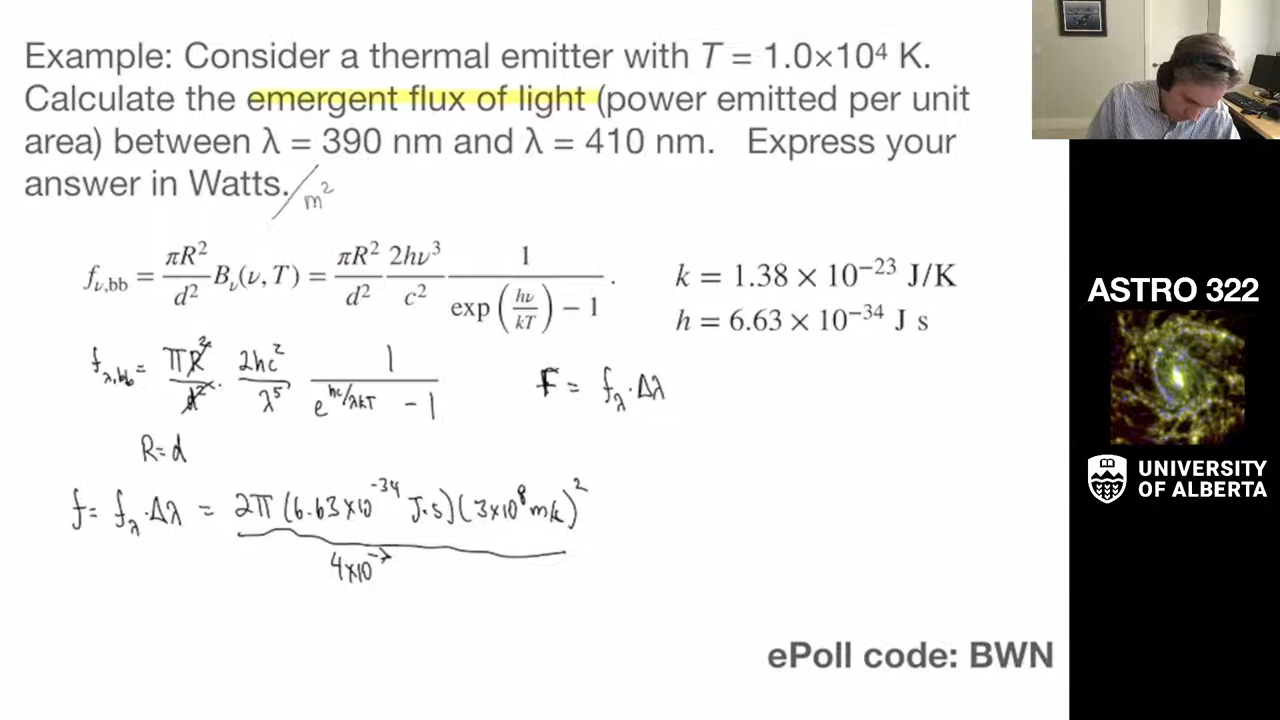 Example: Consider a thermal emitter with T = 1.0×10⁴ K.
Calculate the emergent flux of light (power emitted per unit
area) between λ = 390 nm and λ = 410 nm. Express your
answer in Watts./m²
f_{ν,bb} = πR²/d² B_ν(ν, T) = πR²/d² 2hν³/c² 1/(exp(hν/kT) − 1).
k = 1.38 × 10⁻²³ J/K
h = 6.63 × 10⁻³⁴ J s
f_{λ,bb} = πR²/d² · 2hc²/λ⁵ 1/(e^{hc/λkT} − 1)
F = f_λ · Δλ
R = d
f = f_λ · Δλ = 2π (6.63×10⁻³⁴ J·s)(3×10⁸ m/s)²
4×10⁻⁷
ePoll code: BWN
ASTRO 322
UNIVERSITY
OF ALBERTA